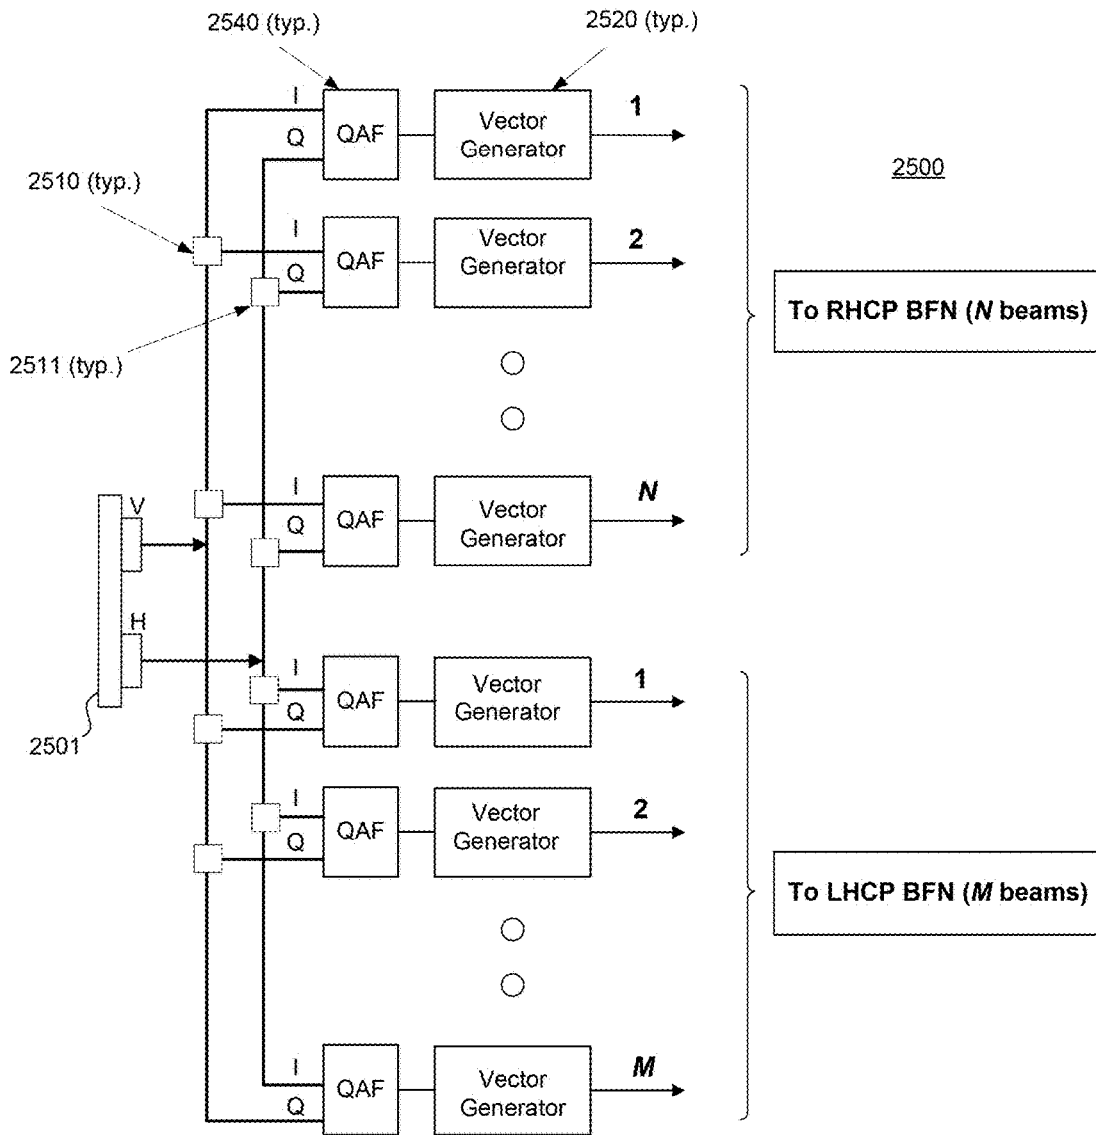 2540 (typ.)
2520 (typ.)
I
Q
QAF
Vector
Generator
1
2500
2510 (typ.)
I
Q
QAF
Vector
Generator
2
To RHCP BFN (N beams)
2511 (typ.)
I
Q
QAF
Vector
Generator
N
V
H
2501
I
Q
QAF
Vector
Generator
1
I
Q
QAF
Vector
Generator
2
To LHCP BFN (M beams)
I
Q
QAF
Vector
Generator
M